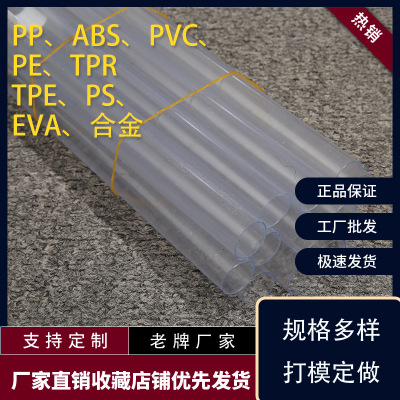 热销
PP、ABS、PVC、
PE、TPR
TPE、PS、
EVA、合金
正品保证
工厂批发
极速发货
支持定制
老牌厂家
规格多样
打模定做
厂家直销收藏店铺优先发货